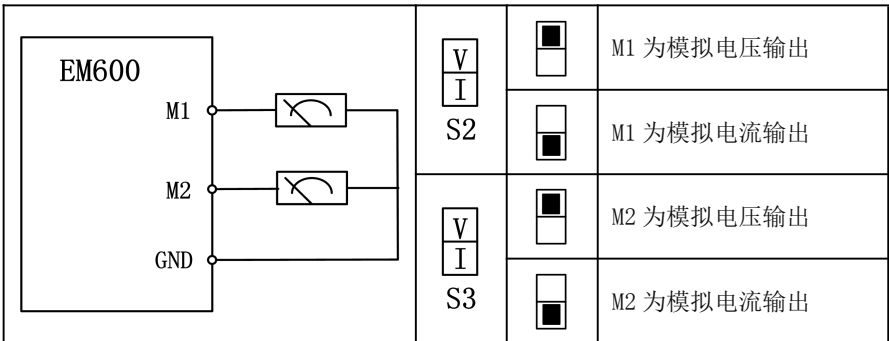 EM600
M1
M2
GND
V
I
S2
M1 为模拟电压输出
M1 为模拟电流输出
V
I
S3
M2 为模拟电压输出
M2 为模拟电流输出